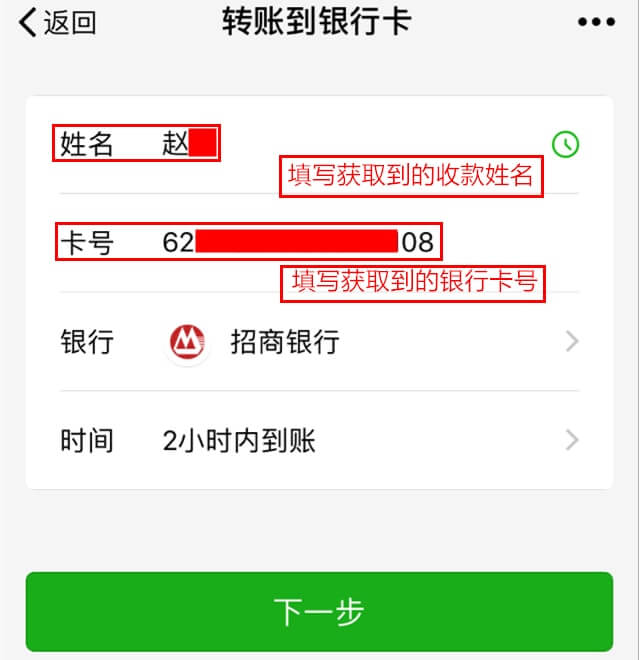 返回 转账到银行卡
姓名 赵
填写获取到的收款姓名
卡号 62 08
填写获取到的银行卡号
银行 招商银行
时间 2小时内到账
下一步